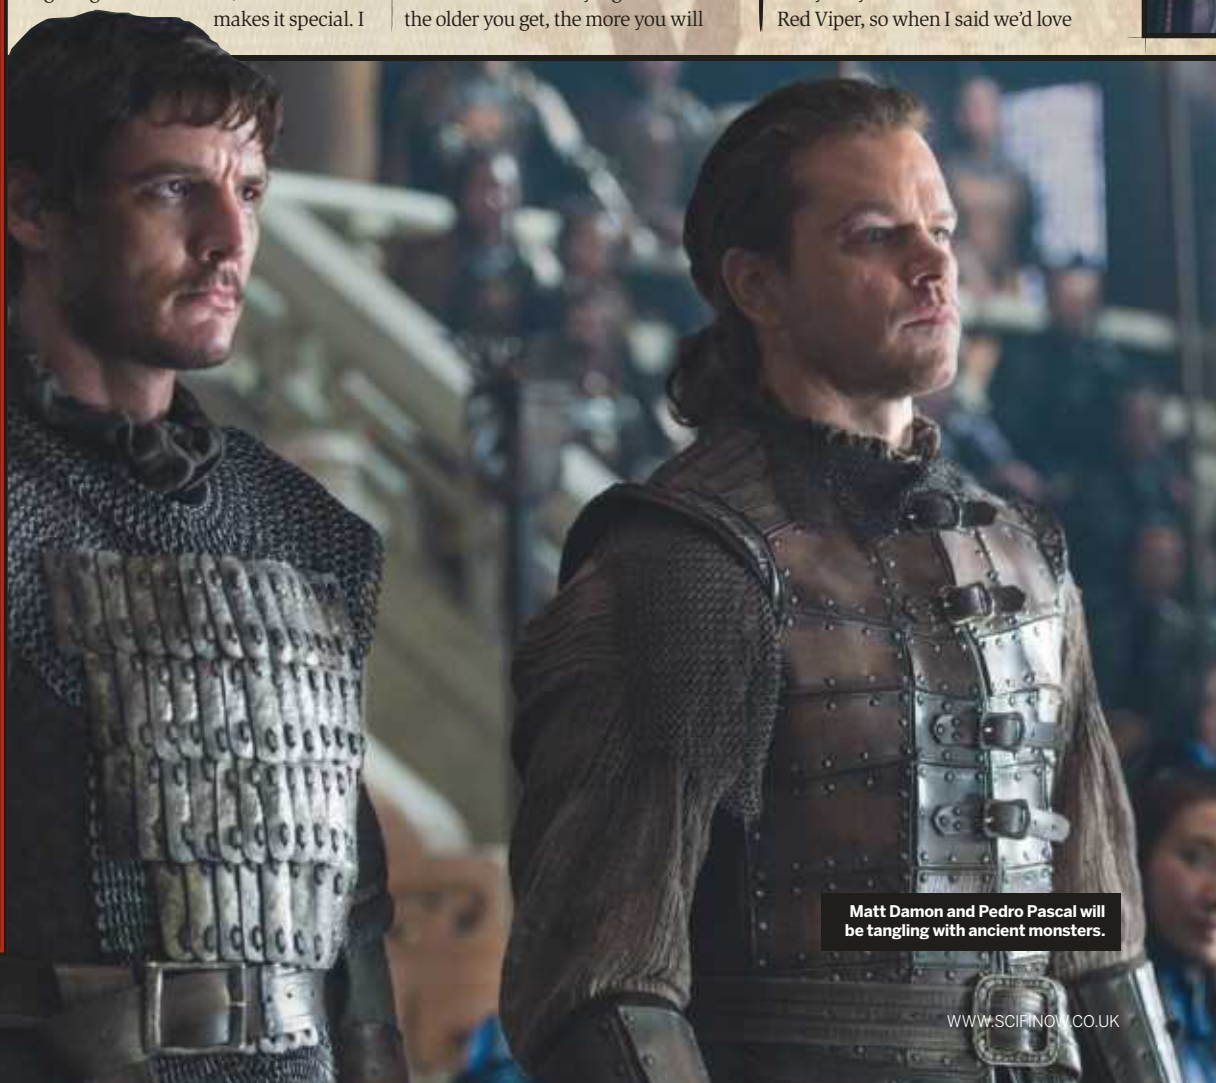 makes it special. I
the older you get, the more you will
Red Viper, so when I said we’d love
Matt Damon and Pedro Pascal will
be tangling with ancient monsters.
WWW.SCIFINOW.CO.UK